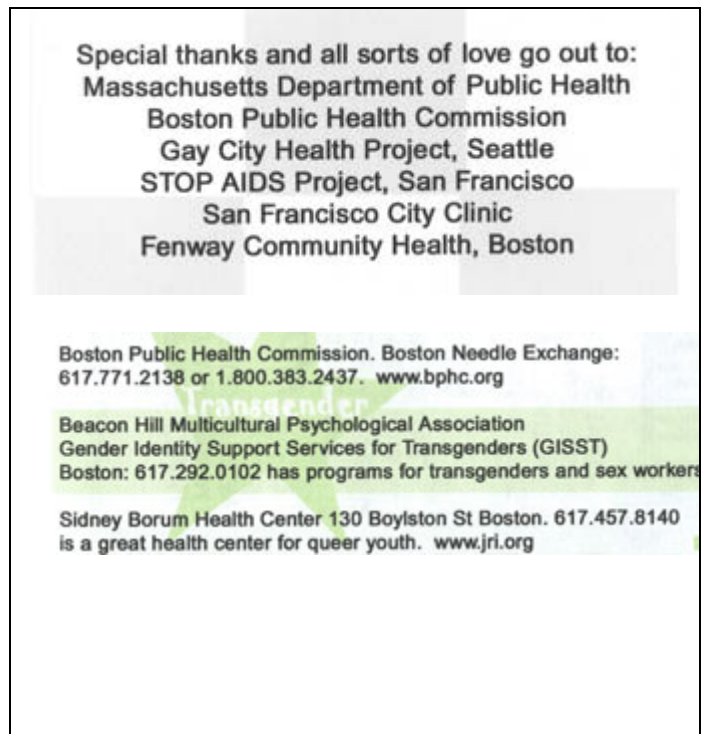 Special thanks and all sorts of love go out to:
Massachusetts Department of Public Health
Boston Public Health Commission
Gay City Health Project, Seattle
STOP AIDS Project, San Francisco
San Francisco City Clinic
Fenway Community Health, Boston
Boston Public Health Commission. Boston Needle Exchange:
617.771.2138 or 1.800.383.2437. www.bphc.org
Transgender
Beacon Hill Multicultural Psychological Association
Gender Identity Support Services for Transgenders (GISST)
Boston: 617.292.0102 has programs for transgenders and sex workers
Sidney Borum Health Center 130 Boylston St Boston. 617.457.8140
is a great health center for queer youth. www.jri.org